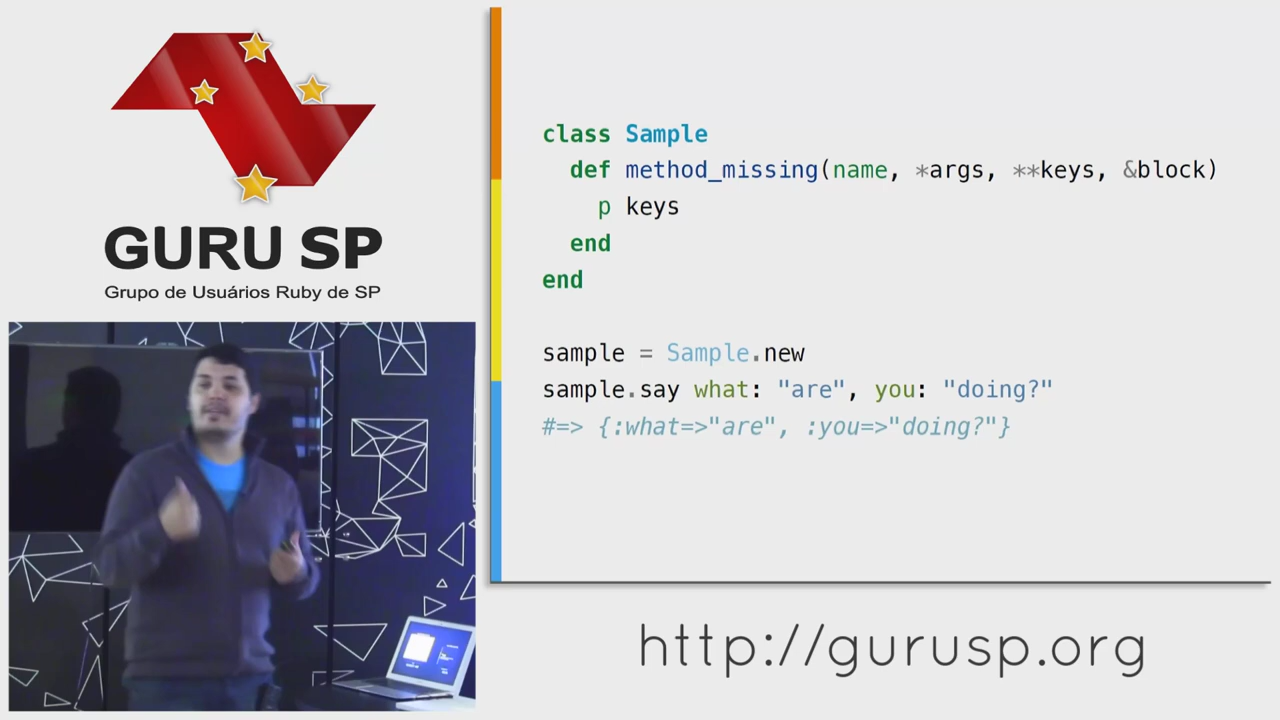 GURU SP
Grupo de Usuários Ruby de SP
class Sample
  def method_missing(name, *args, **keys, &block)
    p keys
  end
end
sample = Sample.new
sample.say what: "are", you: "doing?"
#=> {:what=>"are", :you=>"doing?"}
http://gurusp.org